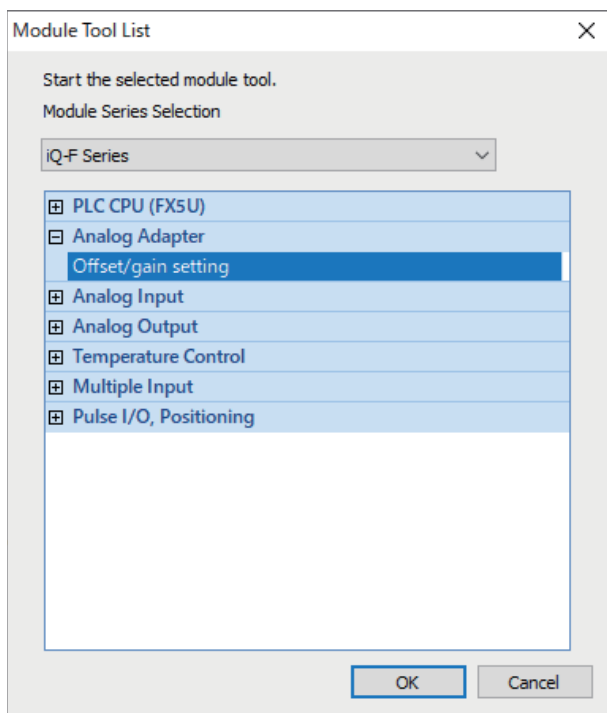 Module Tool List
Start the selected module tool.
Module Series Selection
iQ-F Series
PLC CPU (FX5U)
Analog Adapter
Offset/gain setting
Analog Input
Analog Output
Temperature Control
Multiple Input
Pulse I/O, Positioning
OK Cancel